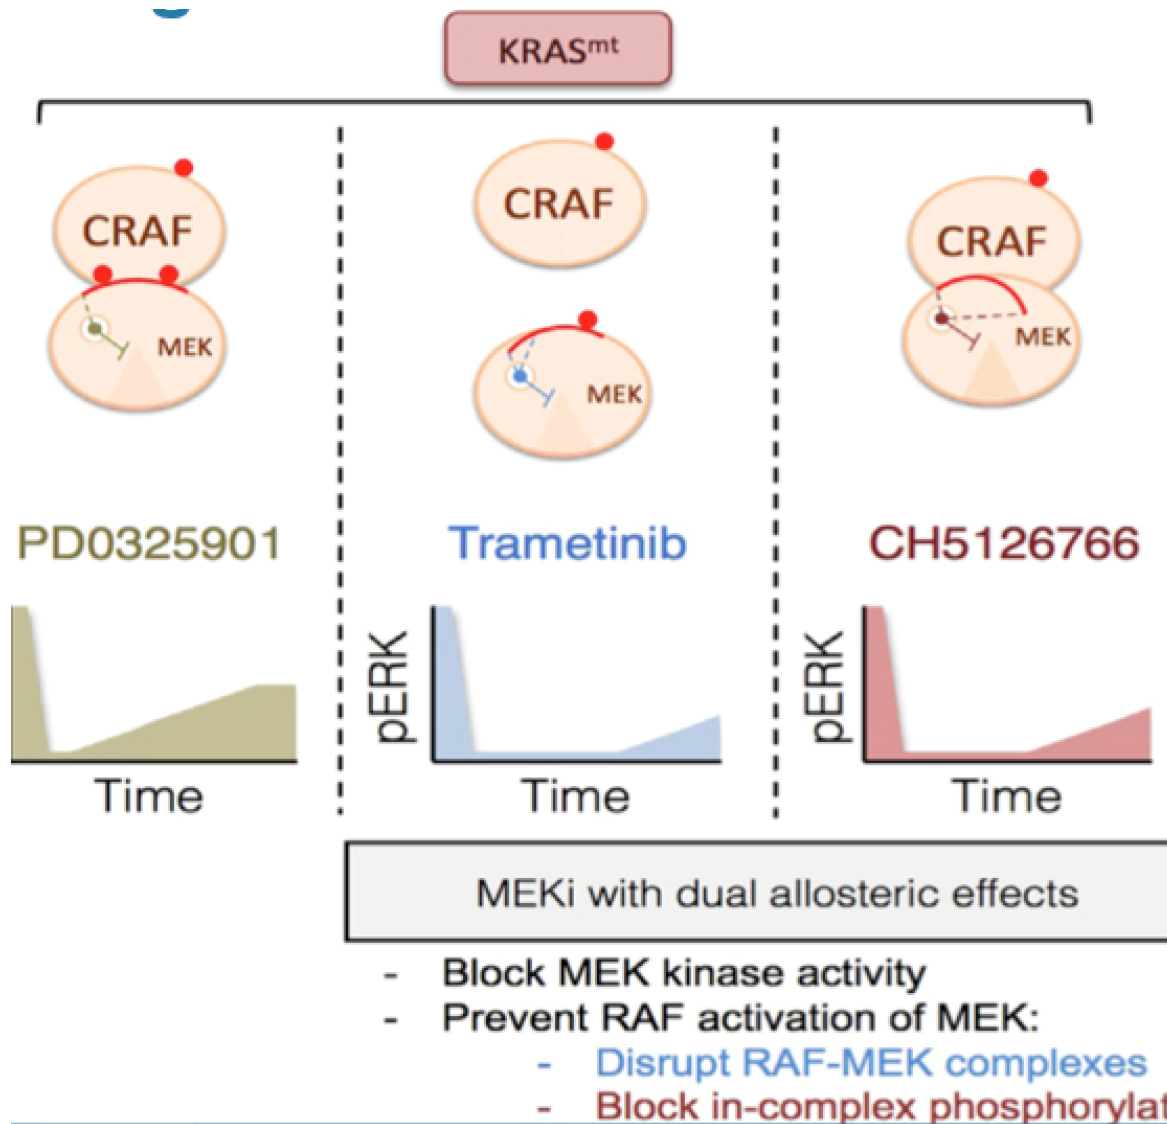 KRASmt
CRAF
MEK
CRAF
MEK
CRAF
MEK
PD0325901
Trametinib
CH5126766
Time
pERK
Time
pERK
Time
MEKi with dual allosteric effects
- Block MEK kinase activity
- Prevent RAF activation of MEK:
- Disrupt RAF-MEK complexes
- Block in-complex phosphorylat